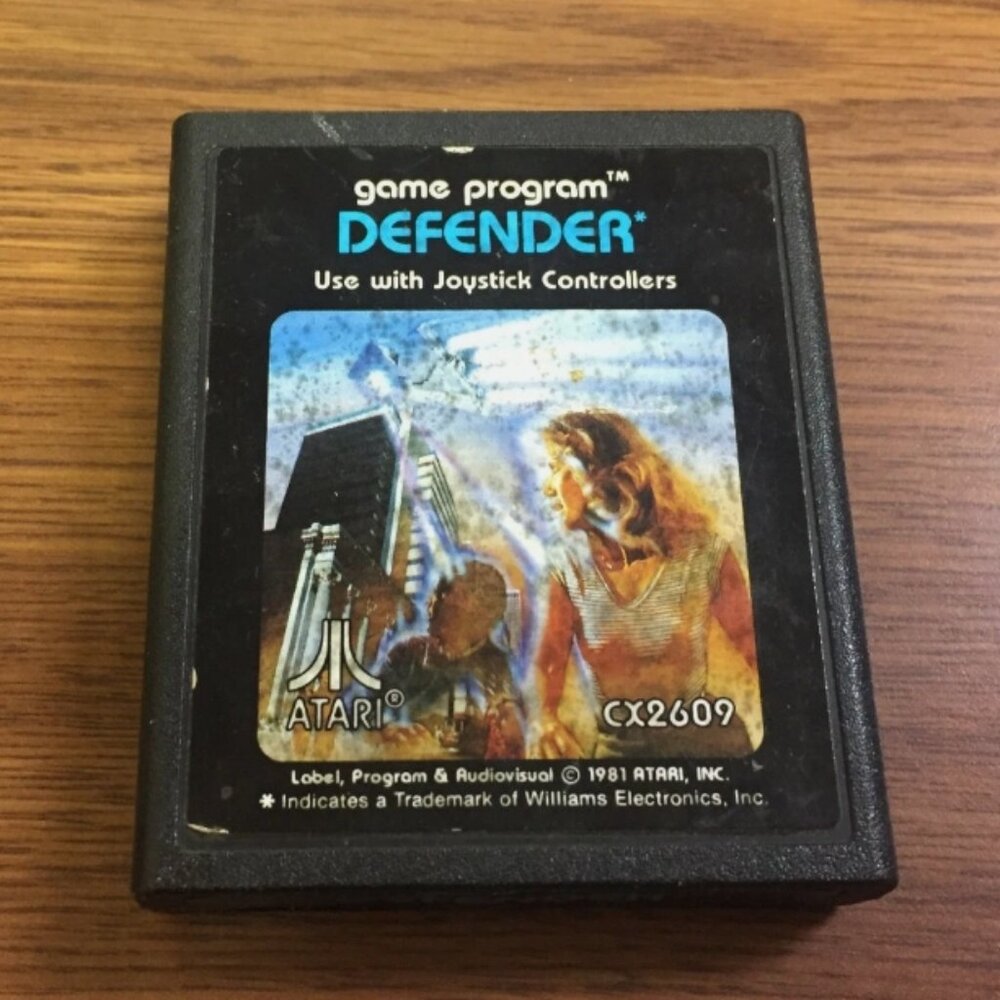 game program™
DEFENDER*
Use with Joystick Controllers
ATARI®
CX2609
Label, Program & Audiovisual © 1981 ATARI, INC.
* Indicates a Trademark of Williams Electronics, Inc.